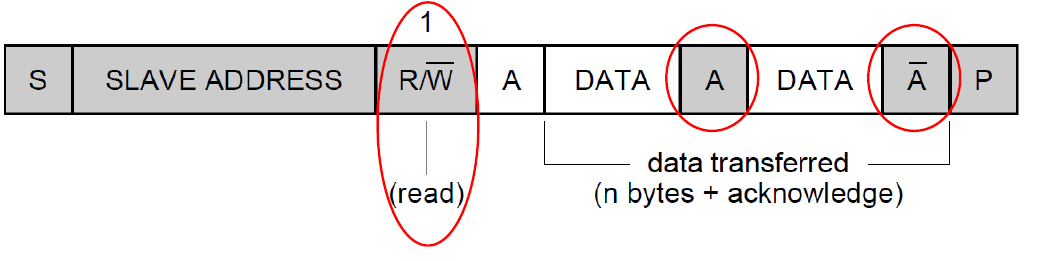 1
S SLAVE ADDRESS R/W̅ A DATA A DATA A̅ P
(read)
data transferred
(n bytes + acknowledge)